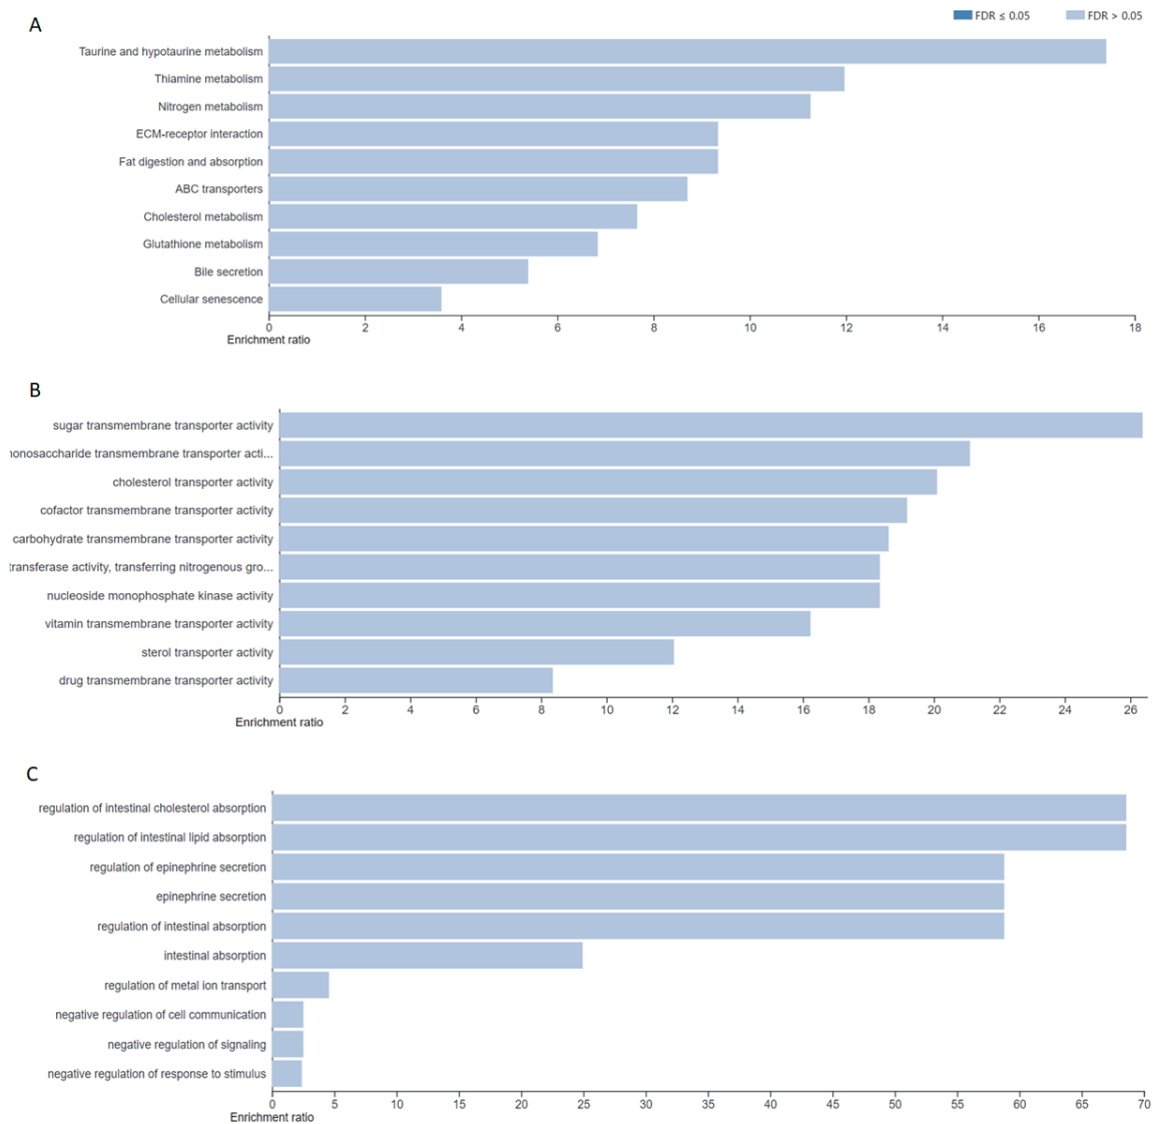 A
FDR ≤ 0.05 FDR > 0.05
Taurine and hypotaurine metabolism
Thiamine metabolism
Nitrogen metabolism
ECM-receptor interaction
Fat digestion and absorption
ABC transporters
Cholesterol metabolism
Glutathione metabolism
Bile secretion
Cellular senescence
0 2 4 6 8 10 12 14 16 18
Enrichment ratio
B
sugar transmembrane transporter activity
onosaccharide transmembrane transporter acti...
cholesterol transporter activity
cofactor transmembrane transporter activity
carbohydrate transmembrane transporter activity
transferase activity, transferring nitrogenous gro...
nucleoside monophosphate kinase activity
vitamin transmembrane transporter activity
sterol transporter activity
drug transmembrane transporter activity
0 2 4 6 8 10 12 14 16 18 20 22 24 26
Enrichment ratio
C
regulation of intestinal cholesterol absorption
regulation of intestinal lipid absorption
regulation of epinephrine secretion
epinephrine secretion
regulation of intestinal absorption
intestinal absorption
regulation of metal ion transport
negative regulation of cell communication
negative regulation of signaling
negative regulation of response to stimulus
0 5 10 15 20 25 30 35 40 45 50 55 60 65 70
Enrichment ratio